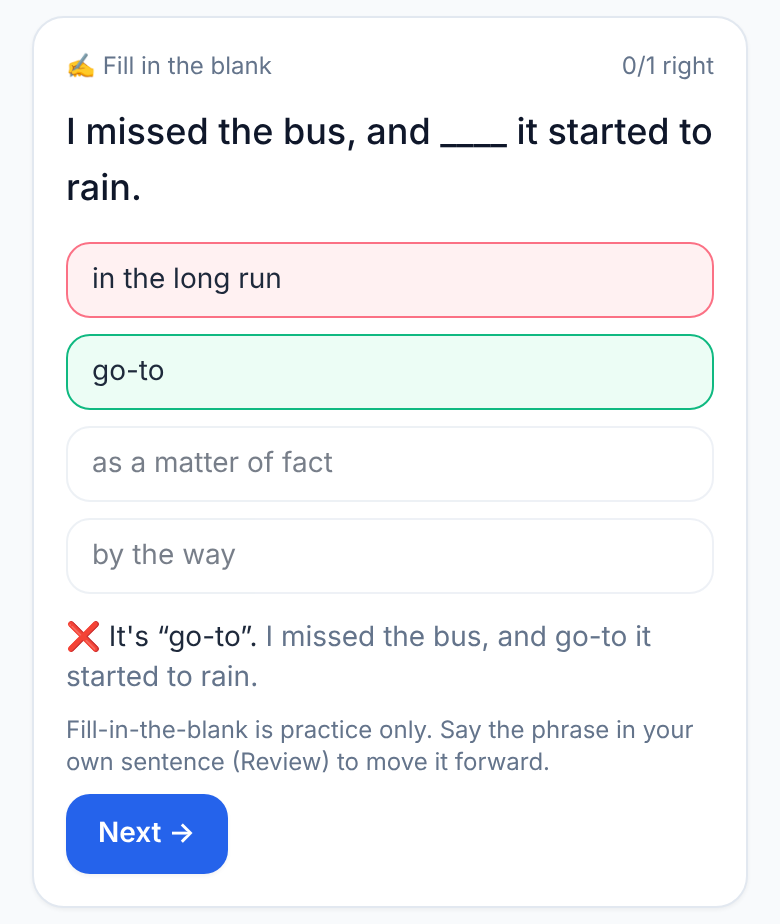 ✍️ Fill in the blank
0/1 right
I missed the bus, and ____ it started to
rain.
in the long run
go-to
as a matter of fact
by the way
❌ It's “go-to”. I missed the bus, and go-to it
started to rain.
Fill-in-the-blank is practice only. Say the phrase in your
own sentence (Review) to move it forward.
Next →